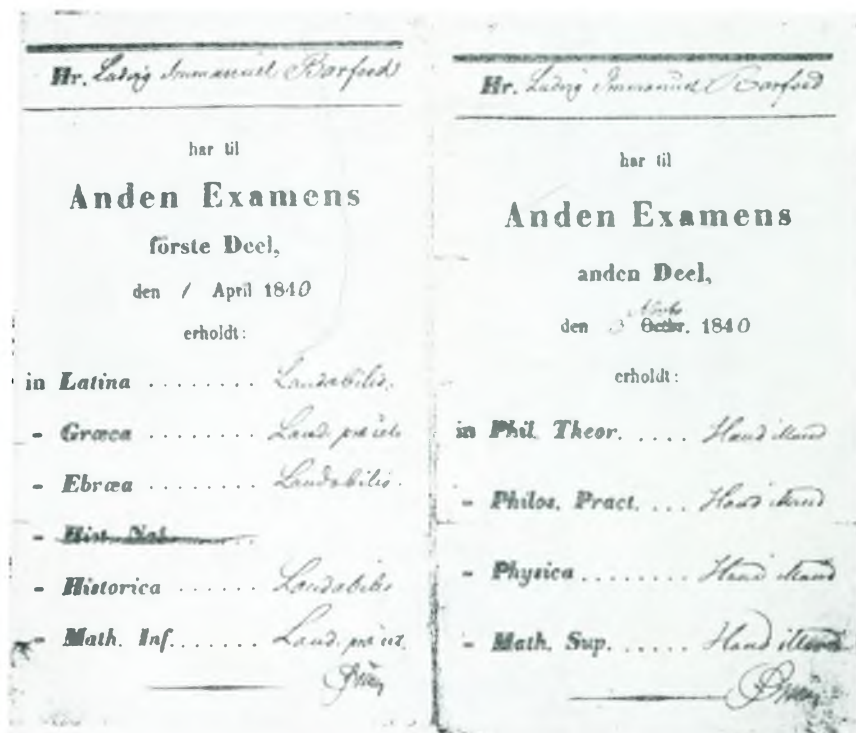 Hr. Ludvig Immanuel Barfoed
har til
Anden Examens
første Deel,
den 1 April 1840
erholdt:
in Latina ........ Laudabilis.
- Græca ........ Laud. præ
- Ebræa ........ Laudabilis.
- Hist. Nat.
- Historica ...... Laudabilis
- Math. Inf....... Laud. præ
Hr. Ludvig Immanuel Barfoed
har til
Anden Examens
anden Deel,
den 3 Octbr. 1840
erholdt:
in Phil. Theor. ..... Haud illaud
- Philos. Pract. ... Haud illaud
- Physica ........ Haud illaud
- Math. Sup. ..... Haud illaud